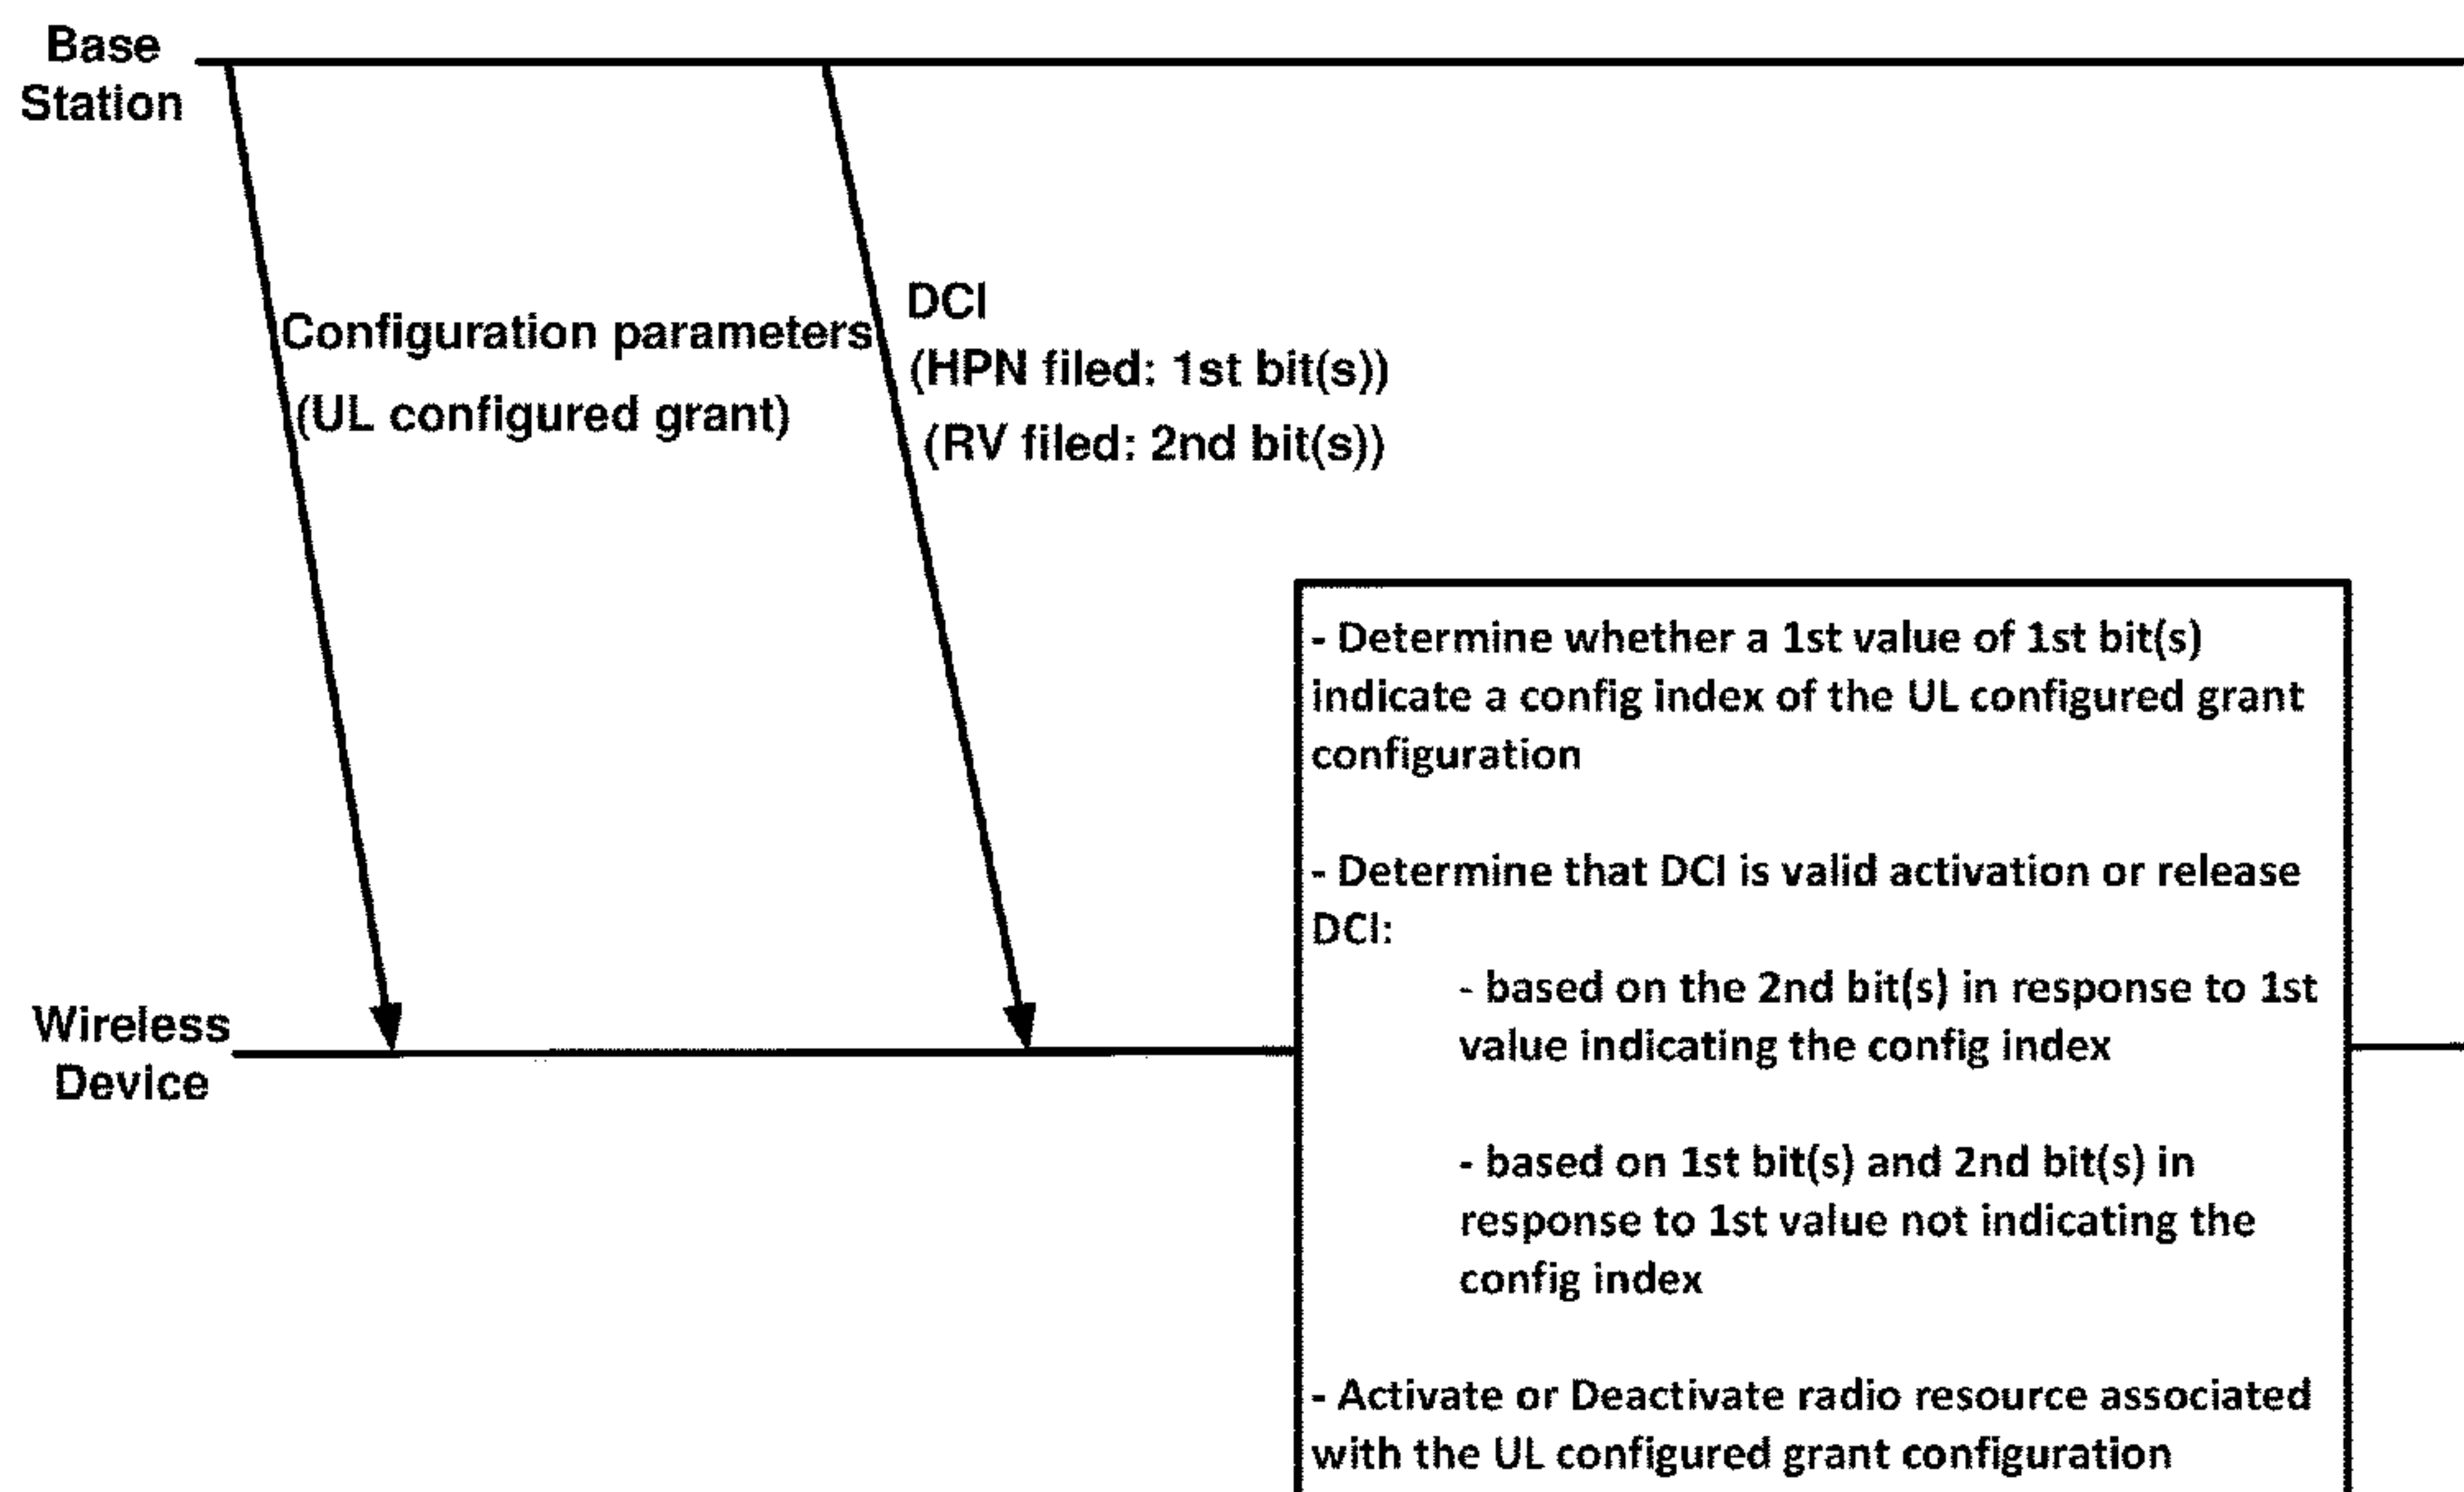 Base
Station
Configuration parameters
(UL configured grant)
DCI
(HPN filed: 1st bit(s))
(RV filed: 2nd bit(s))
Wireless
Device
- Determine whether a 1st value of 1st bit(s)
indicate a config index of the UL configured grant
configuration
- Determine that DCI is valid activation or release
DCI:
- based on the 2nd bit(s) in response to 1st
value indicating the config index
- based on 1st bit(s) and 2nd bit(s) in
response to 1st value not indicating the
config index
- Activate or Deactivate radio resource associated
with the UL configured grant configuration